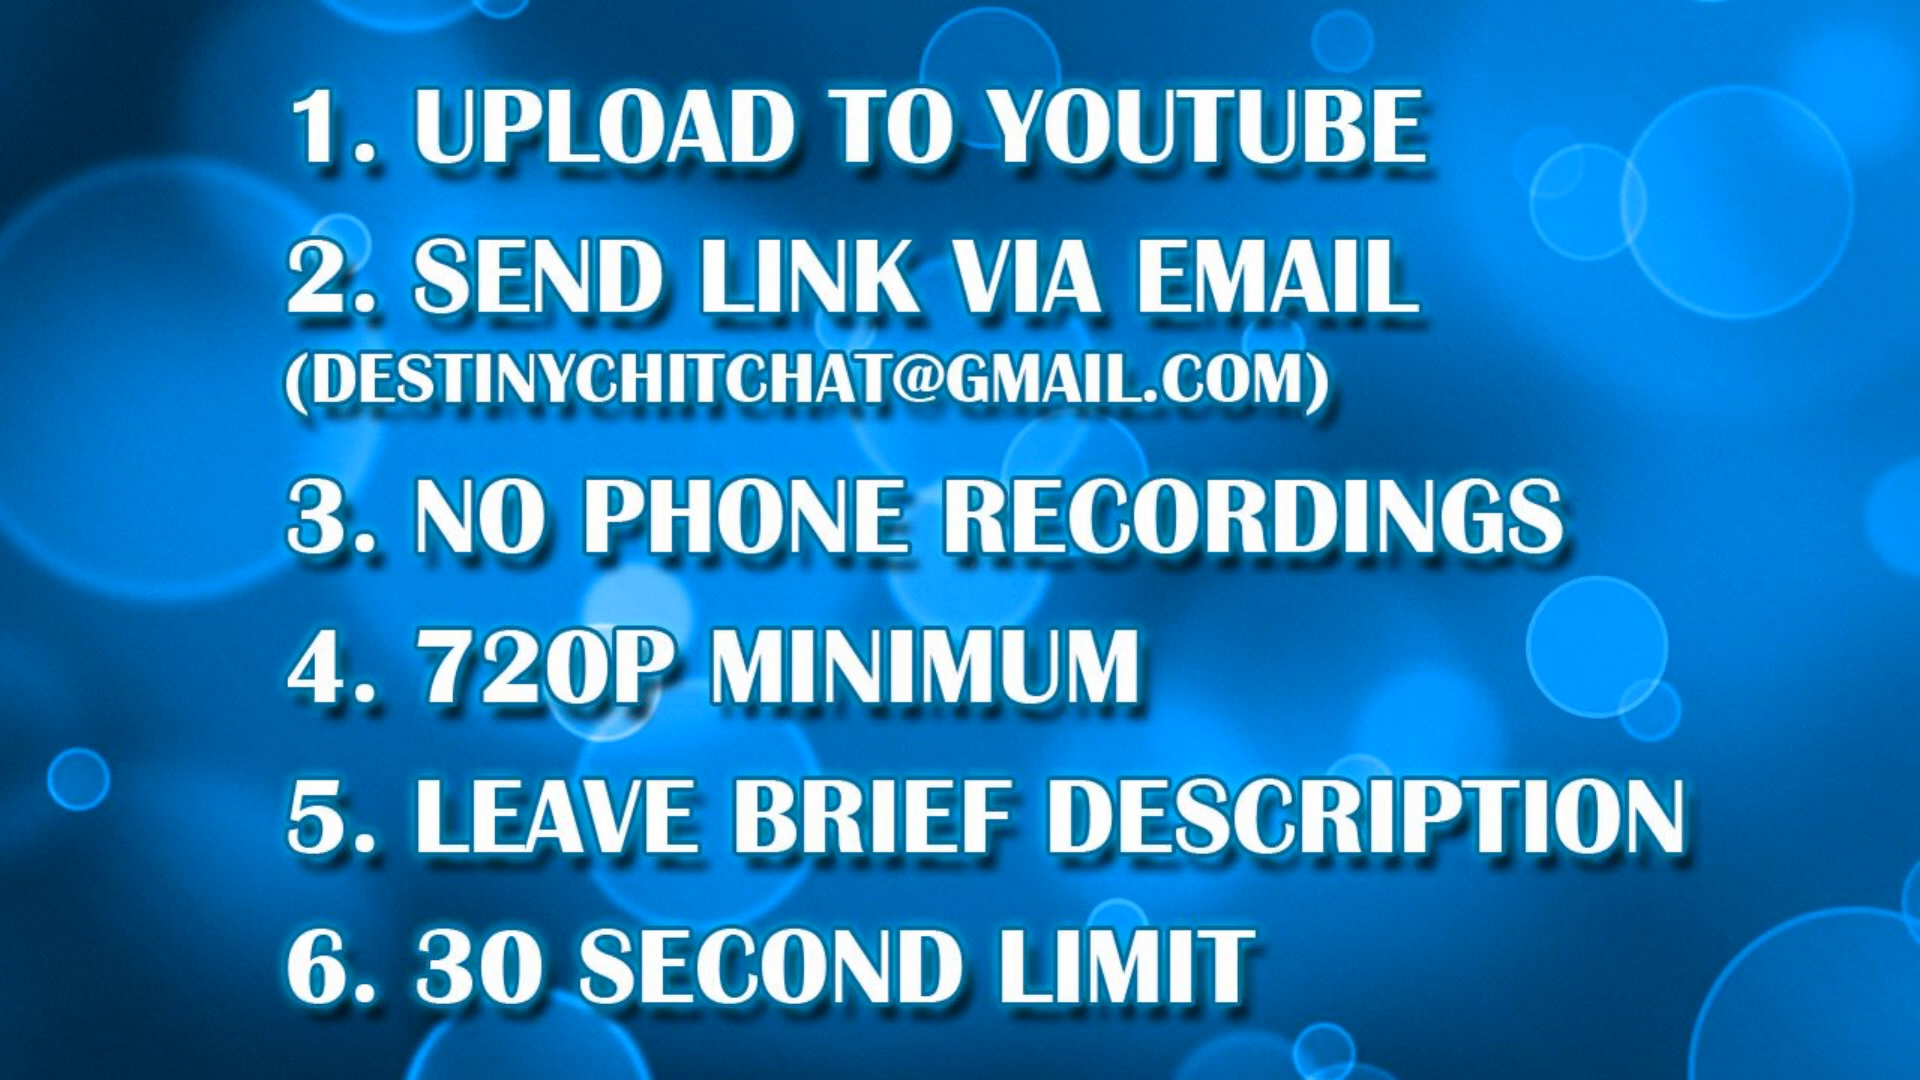 1. UPLOAD TO YOUTUBE
2. SEND LINK VIA EMAIL
(DESTINYCHITCHAT@GMAIL.COM)
3. NO PHONE RECORDINGS
4. 720P MINIMUM
5. LEAVE BRIEF DESCRIPTION
6. 30 SECOND LIMIT